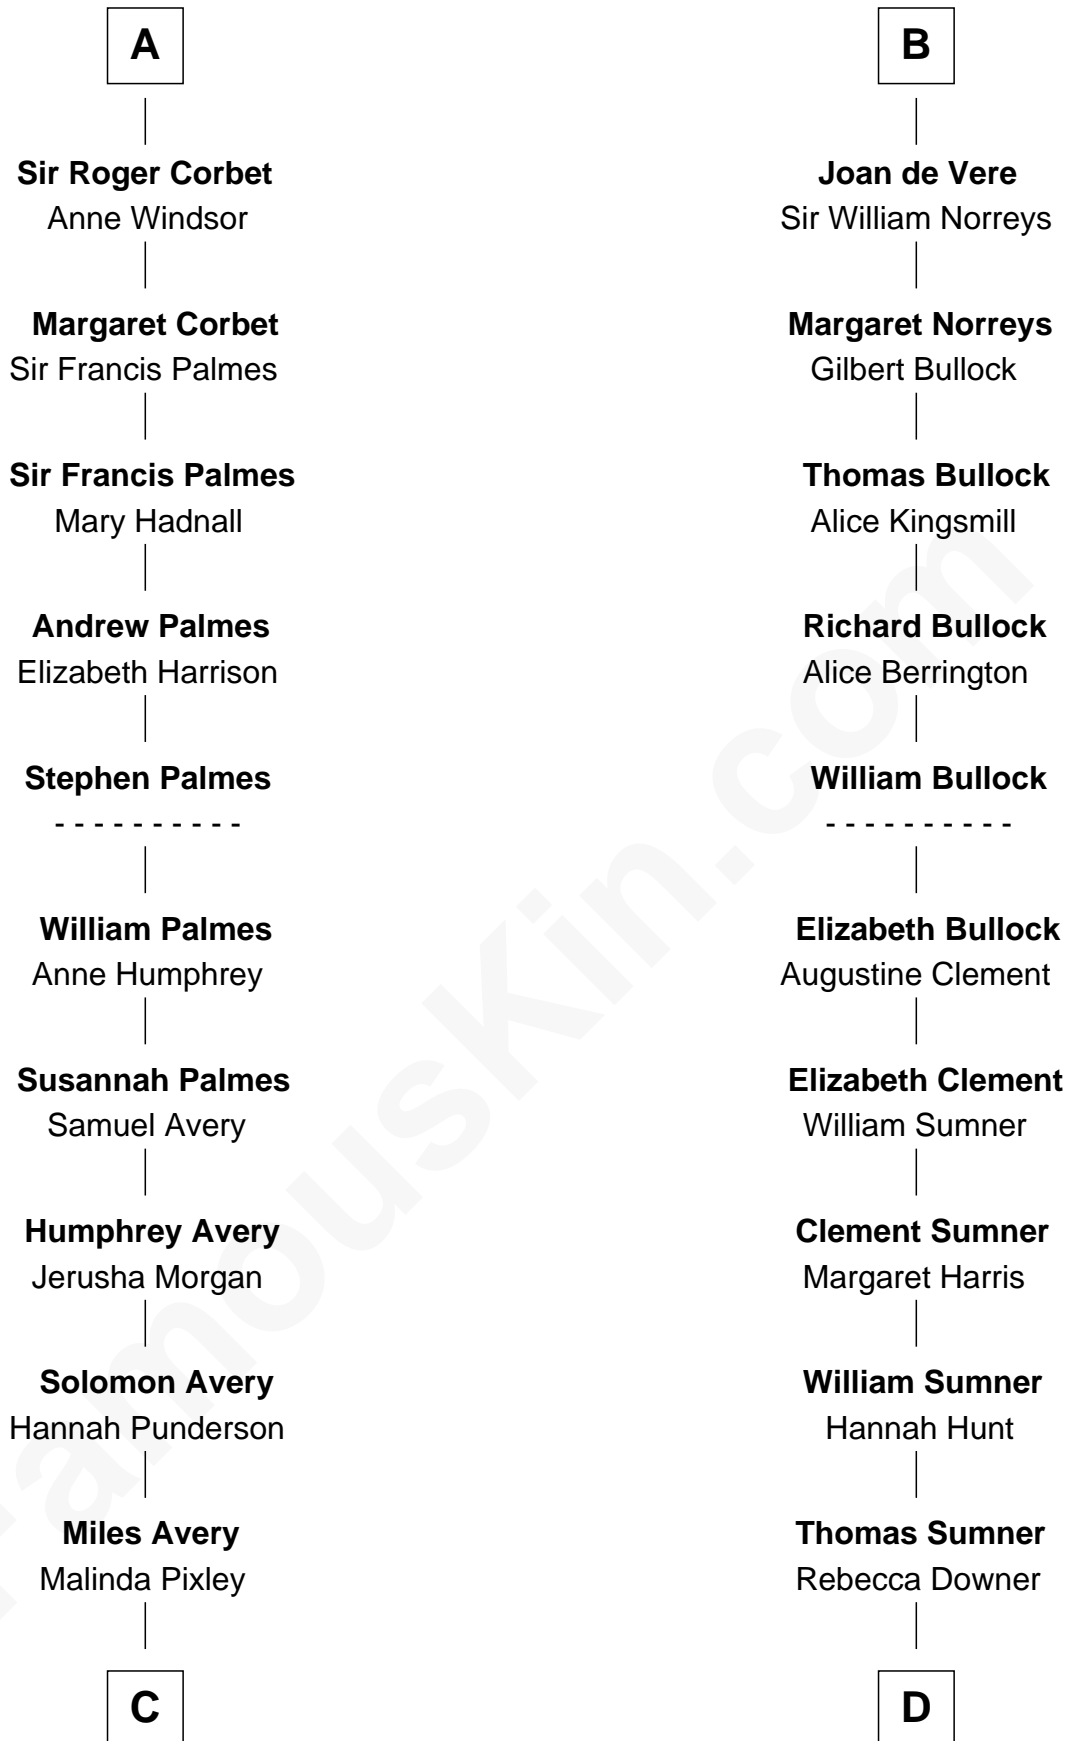 A
Sir Roger Corbet
Anne Windsor
Margaret Corbet
Sir Francis Palmes
Sir Francis Palmes
Mary Hadnall
Andrew Palmes
Elizabeth Harrison
Stephen Palmes
- - - - - - - - - -
William Palmes
Anne Humphrey
Susannah Palmes
Samuel Avery
Humphrey Avery
Jerusha Morgan
Solomon Avery
Hannah Punderson
Miles Avery
Malinda Pixley
C
B
Joan de Vere
Sir William Norreys
Margaret Norreys
Gilbert Bullock
Thomas Bullock
Alice Kingsmill
Richard Bullock
Alice Berrington
William Bullock
- - - - - - - - - -
Elizabeth Bullock
Augustine Clement
Elizabeth Clement
William Sumner
Clement Sumner
Margaret Harris
William Sumner
Hannah Hunt
Thomas Sumner
Rebecca Downer
D
FamousKin.com